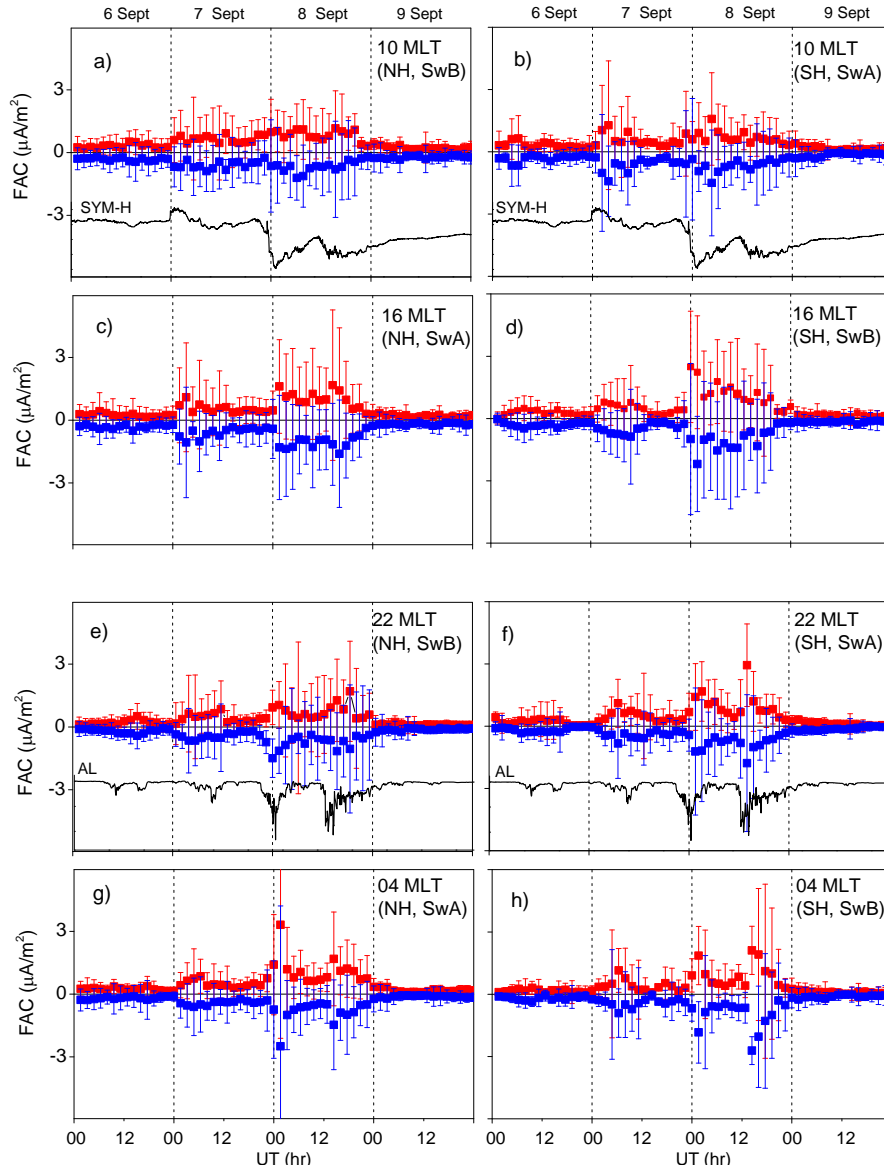 6 Sept 7 Sept 8 Sept 9 Sept 6 Sept 7 Sept 8 Sept 9 Sept
a) 10 MLT
(NH, SwB)
b) 10 MLT
(SH, SwA)
3
0
-3
FAC (µA/m²)
SYM-H
SYM-H
c) 16 MLT
(NH, SwA)
d) 16 MLT
(SH, SwB)
3
0
-3
FAC (µA/m²)
e) 22 MLT
(NH, SwB)
f) 22 MLT
(SH, SwA)
3
0
-3
FAC (µA/m²)
AL
AL
g) 04 MLT
(NH, SwA)
h) 04 MLT
(SH, SwB)
3
0
-3
FAC (µA/m²)
00 12 00 12 00 12 00 12 00 12 00 12 00 12 00 12
UT (hr) UT (hr)